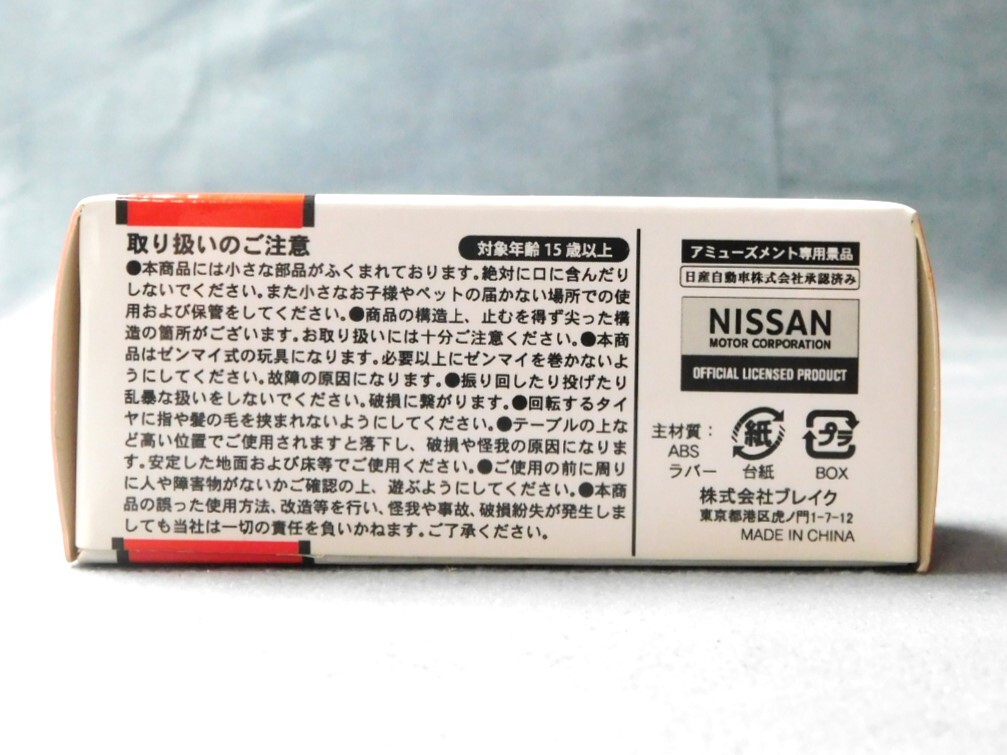 取り扱いのご注意
対象年齢15歳以上
●本商品には小さな部品がふくまれております。絶対に口に含んだり
しないでください。また小さなお子様やペットの届かない場所での使
用および保管をしてください。●商品の構造上、止むを得ず尖った構
造の箇所がございます。お取り扱いには十分ご注意ください。●本商
品はゼンマイ式の玩具になります。必要以上にゼンマイを巻かないよ
うにしてください。故障の原因になります。●振り回したり投げたり
乱暴な扱いをしないでください。破損に繋がります。●回転するタイ
ヤに指や髪の毛を挟まれないようにしてください。●テーブルの上な
ど高い位置でご使用されますと落下し、破損や怪我の原因になりま
す。安定した地面および床等でご使用ください。●ご使用の前に周り
に人や障害物がないかご確認の上、遊ぶようにしてください。●本商
品の誤った使用方法、改造等を行い、怪我や事故、破損紛失が発生しま
しても当社は一切の責任を負いかねます。ご了承ください。
アミューズメント専用景品
日産自動車株式会社承認済み
NISSAN
MOTOR CORPORATION
OFFICIAL LICENSED PRODUCT
主材質：
ABS
ラバー
紙
台紙
プラ
BOX
株式会社ブレイク
東京都港区虎ノ門1-7-12
MADE IN CHINA